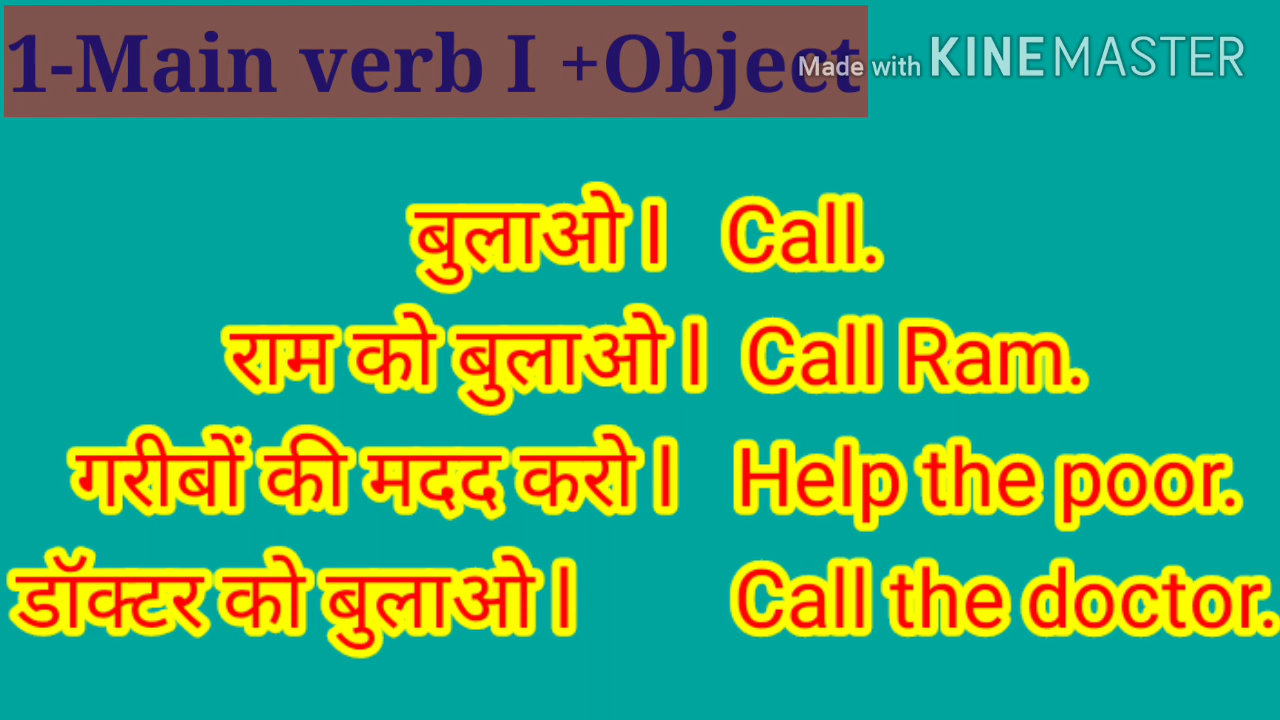 1-Main verb I +Object
Made with KINEMASTER
बुलाओ। Call.
राम को बुलाओ। Call Ram.
गरीबों की मदद करो। Help the poor.
डॉक्टर को बुलाओ। Call the doctor.